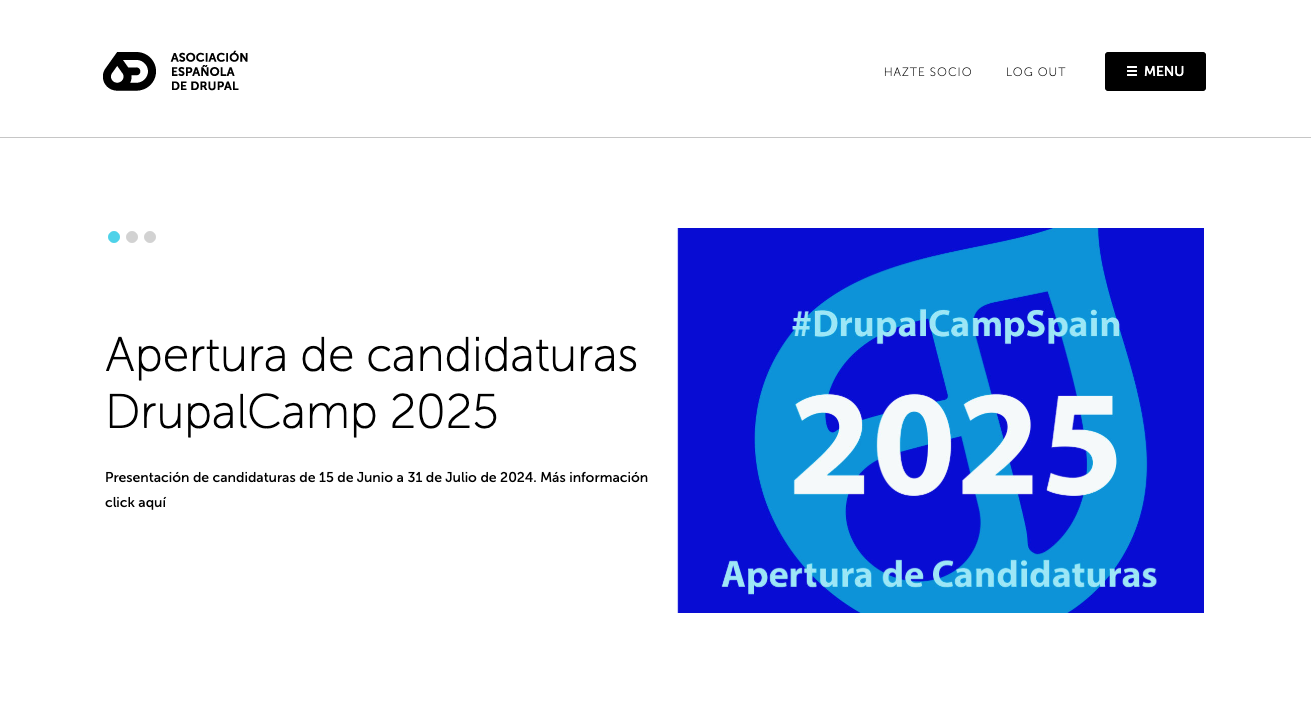 ASOCIACIÓN
ESPAÑOLA
DE DRUPAL
HAZTE SOCIO
LOG OUT
MENU
Apertura de candidaturas
DrupalCamp 2025
Presentación de candidaturas de 15 de Junio a 31 de Julio de 2024. Más información
click aquí
#DrupalCampSpain
2025
Apertura de Candidaturas